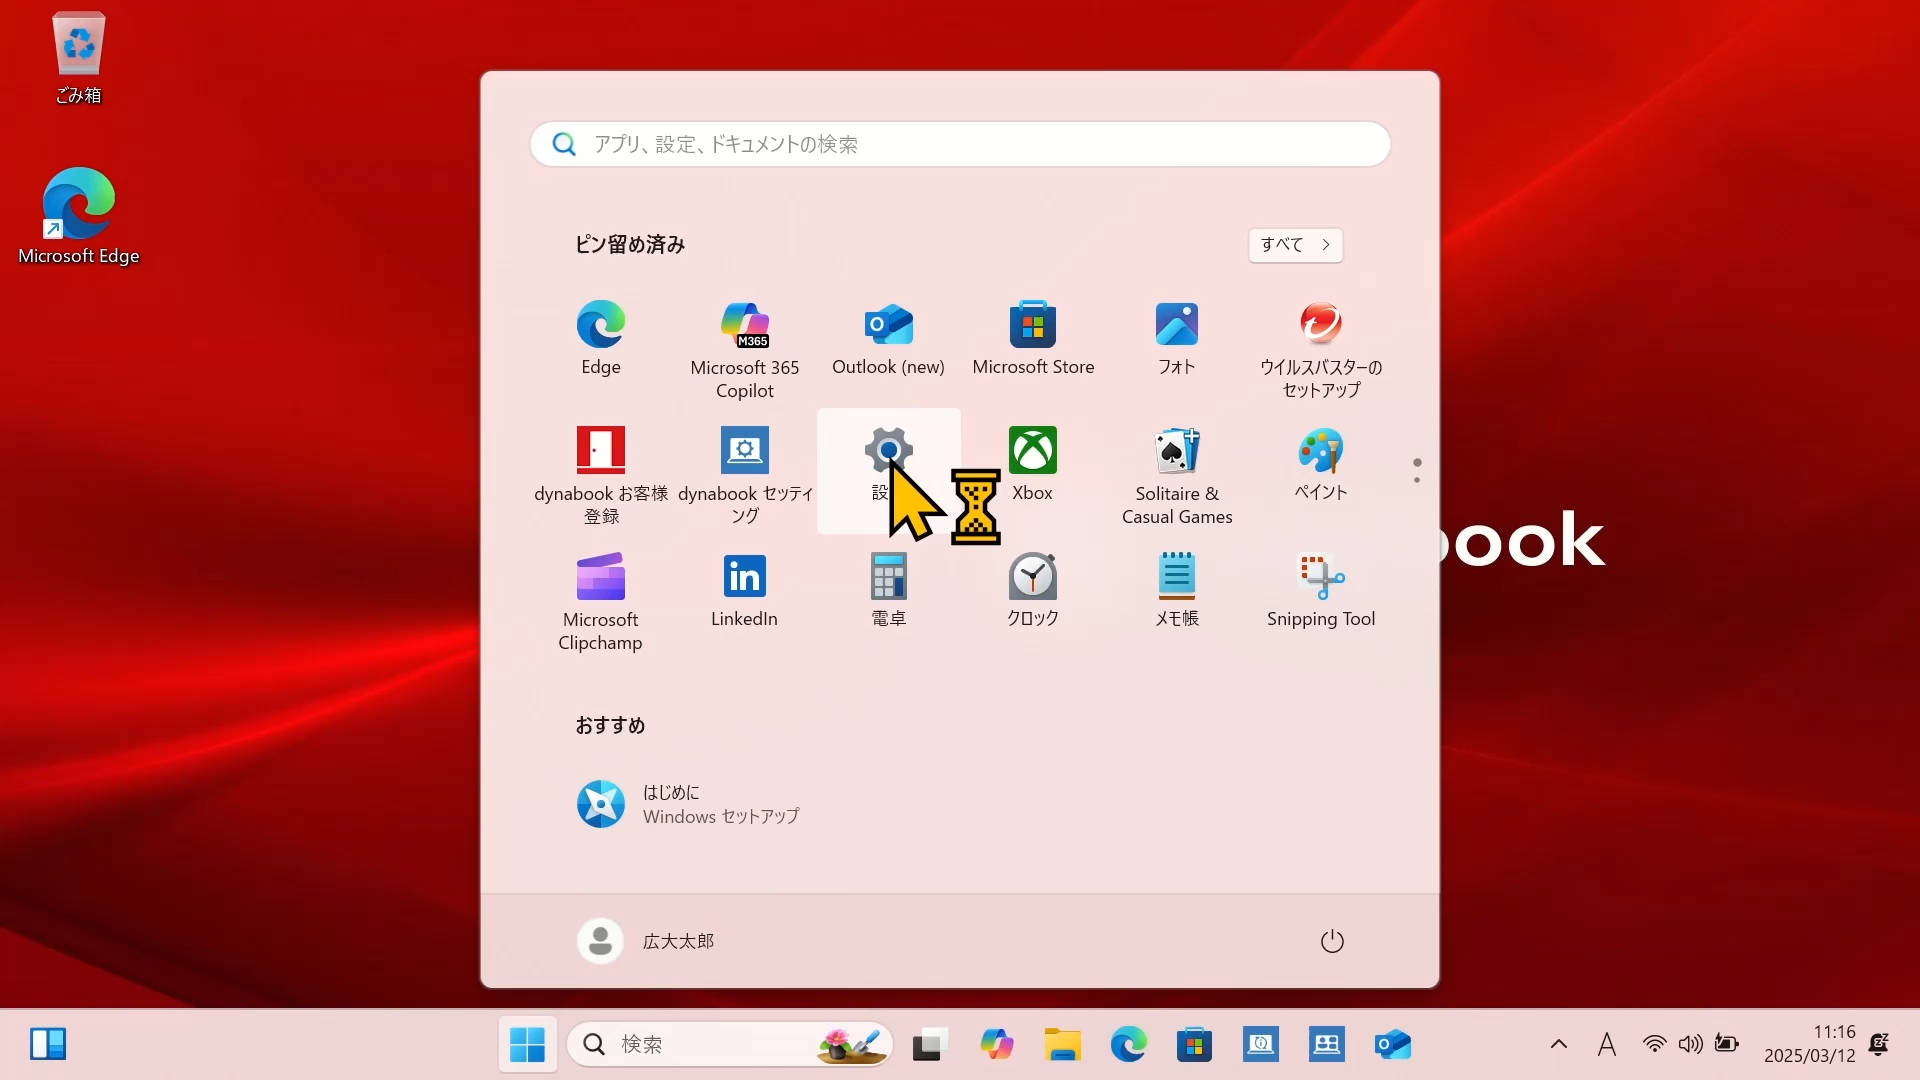 ごみ箱
Microsoft Edge
アプリ、設定、ドキュメントの検索
ピン留め済み
すべて
Edge
Microsoft 365
Copilot
M365
Outlook (new)
Microsoft Store
フォト
ウイルスバスターの
セットアップ
dynabook お客様
登録
dynabook セッティ
ング
設
Xbox
Solitaire &
Casual Games
ペイント
Microsoft
Clipchamp
in
LinkedIn
電卓
クロック
メモ帳
Snipping Tool
おすすめ
はじめに
Windows セットアップ
広大太郎
book
検索
A
11:16
2025/03/12